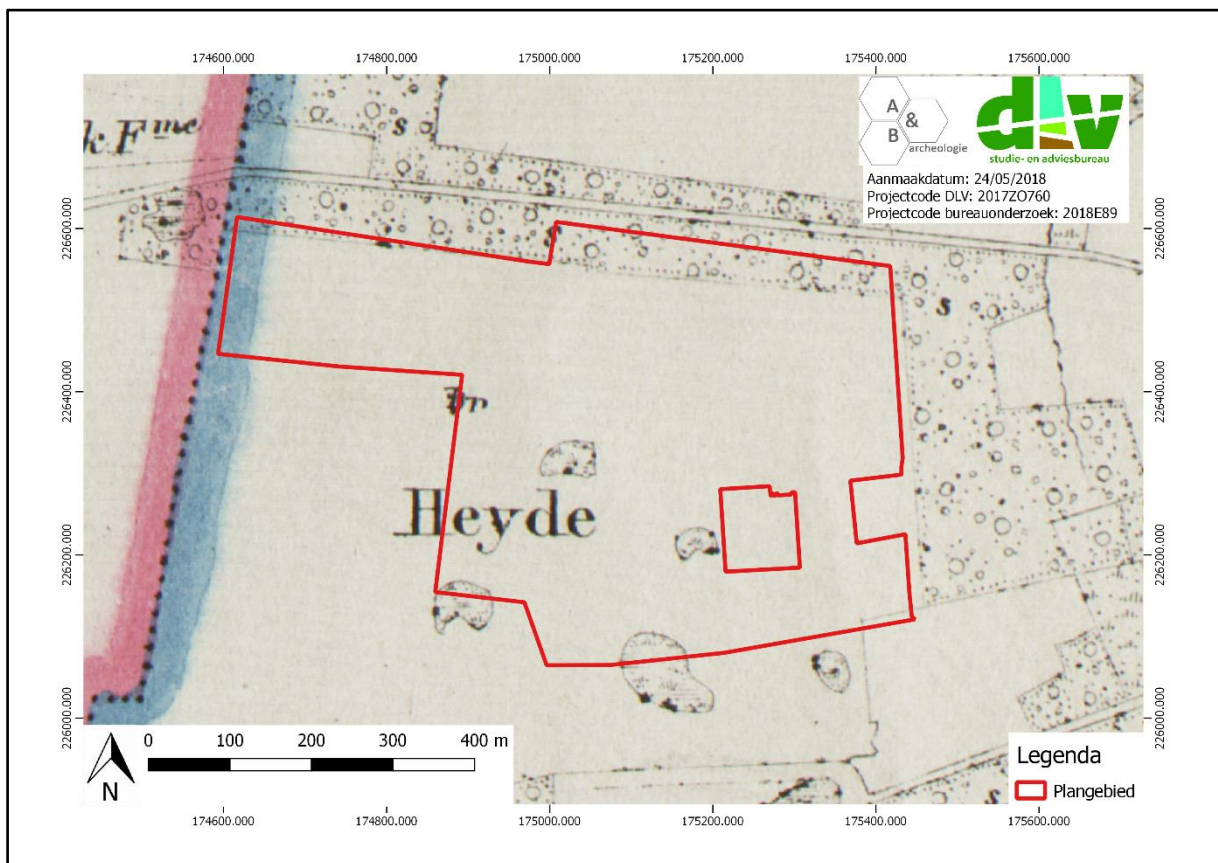 174600.000 174800.000 175000.000 175200.000 175400.000 175600.000
A
&
B
archeologie
dlv
studie- en adviesbureau
Aanmaakdatum: 24/05/2018
Projectcode DLV: 2017ZO760
Projectcode bureauonderzoek: 2018E89
s
k Fme
226600.000 226600.000
s
226400.000 226400.000
Heyde
226200.000 226200.000
226000.000 226000.000
s
0 100 200 300 400 m
N
Legenda
Plangebied
174600.000 174800.000 175000.000 175200.000 175400.000 175600.000